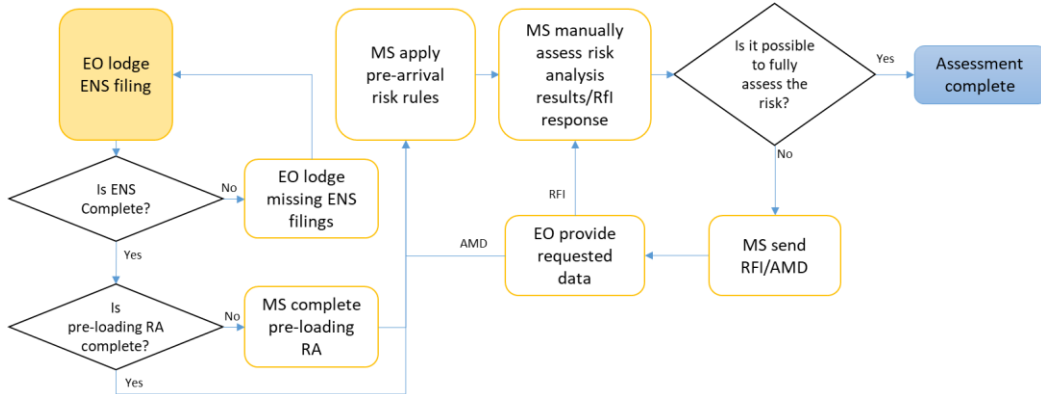 EO lodge
ENS filing
Is ENS
Complete?
No
EO lodge
missing ENS
filings
Yes
Is
pre-loading RA
complete?
No
MS complete
pre-loading
RA
Yes
MS apply
pre-arrival
risk rules
MS manually
assess risk
analysis
results/RfI
response
Is it possible
to fully
assess the
risk?
Yes
Assessment
complete
No
MS send
RFI/AMD
EO provide
requested
data
RFI
AMD